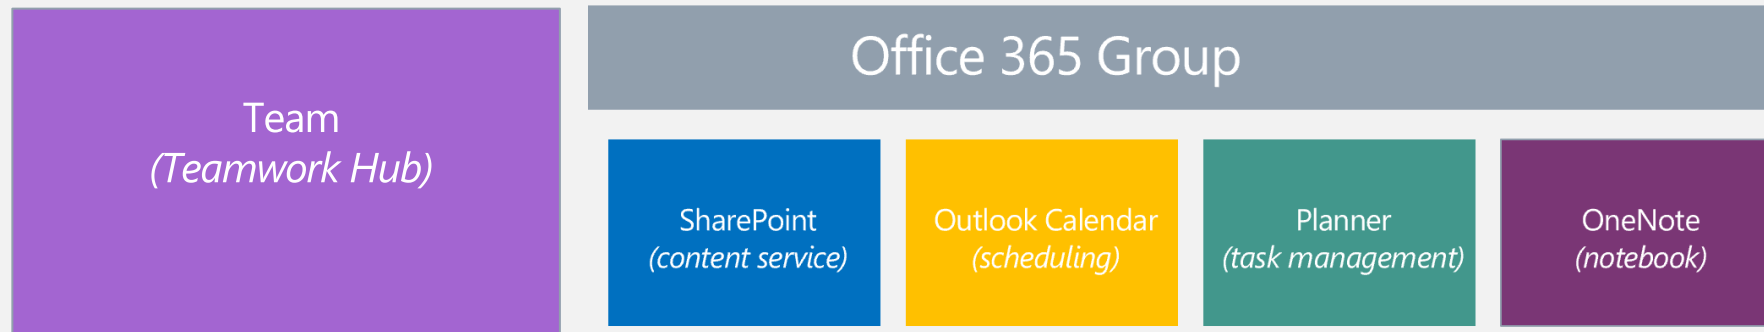 Team
(Teamwork Hub)
Office 365 Group
SharePoint
(content service)
Outlook Calendar
(scheduling)
Planner
(task management)
OneNote
(notebook)